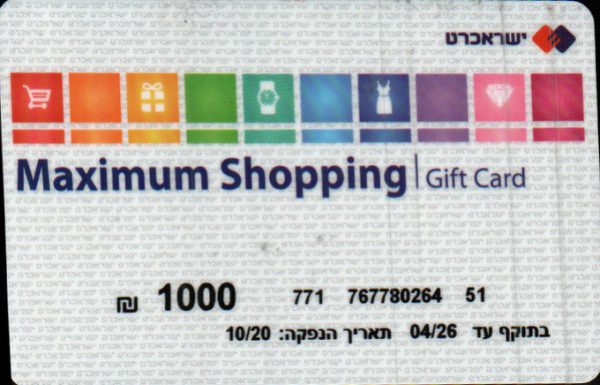 ישראכרט
Maximum Shopping | Gift Card
₪ 1000 771 767780264 51
בתוקף עד 04/26 תאריך הנפקה: 10/20